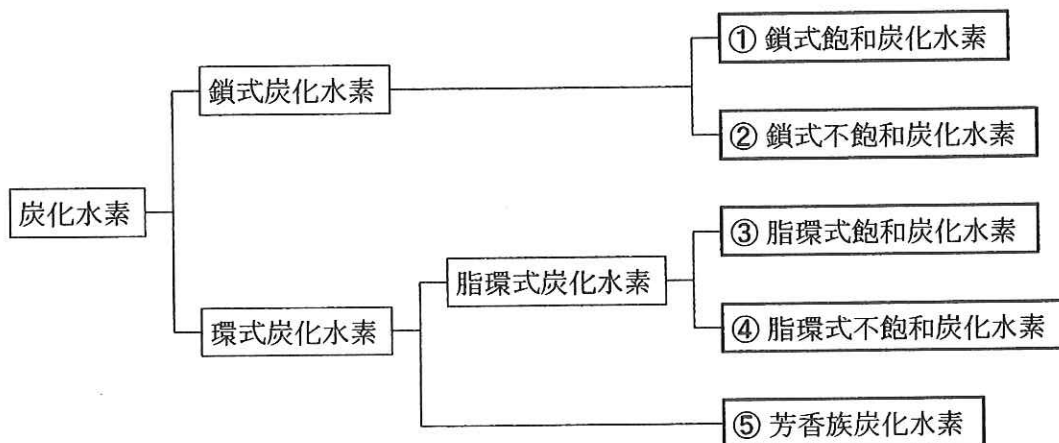 炭化水素
鎖式炭化水素
① 鎖式飽和炭化水素
② 鎖式不飽和炭化水素
環式炭化水素
脂環式炭化水素
③ 脂環式飽和炭化水素
④ 脂環式不飽和炭化水素
⑤ 芳香族炭化水素